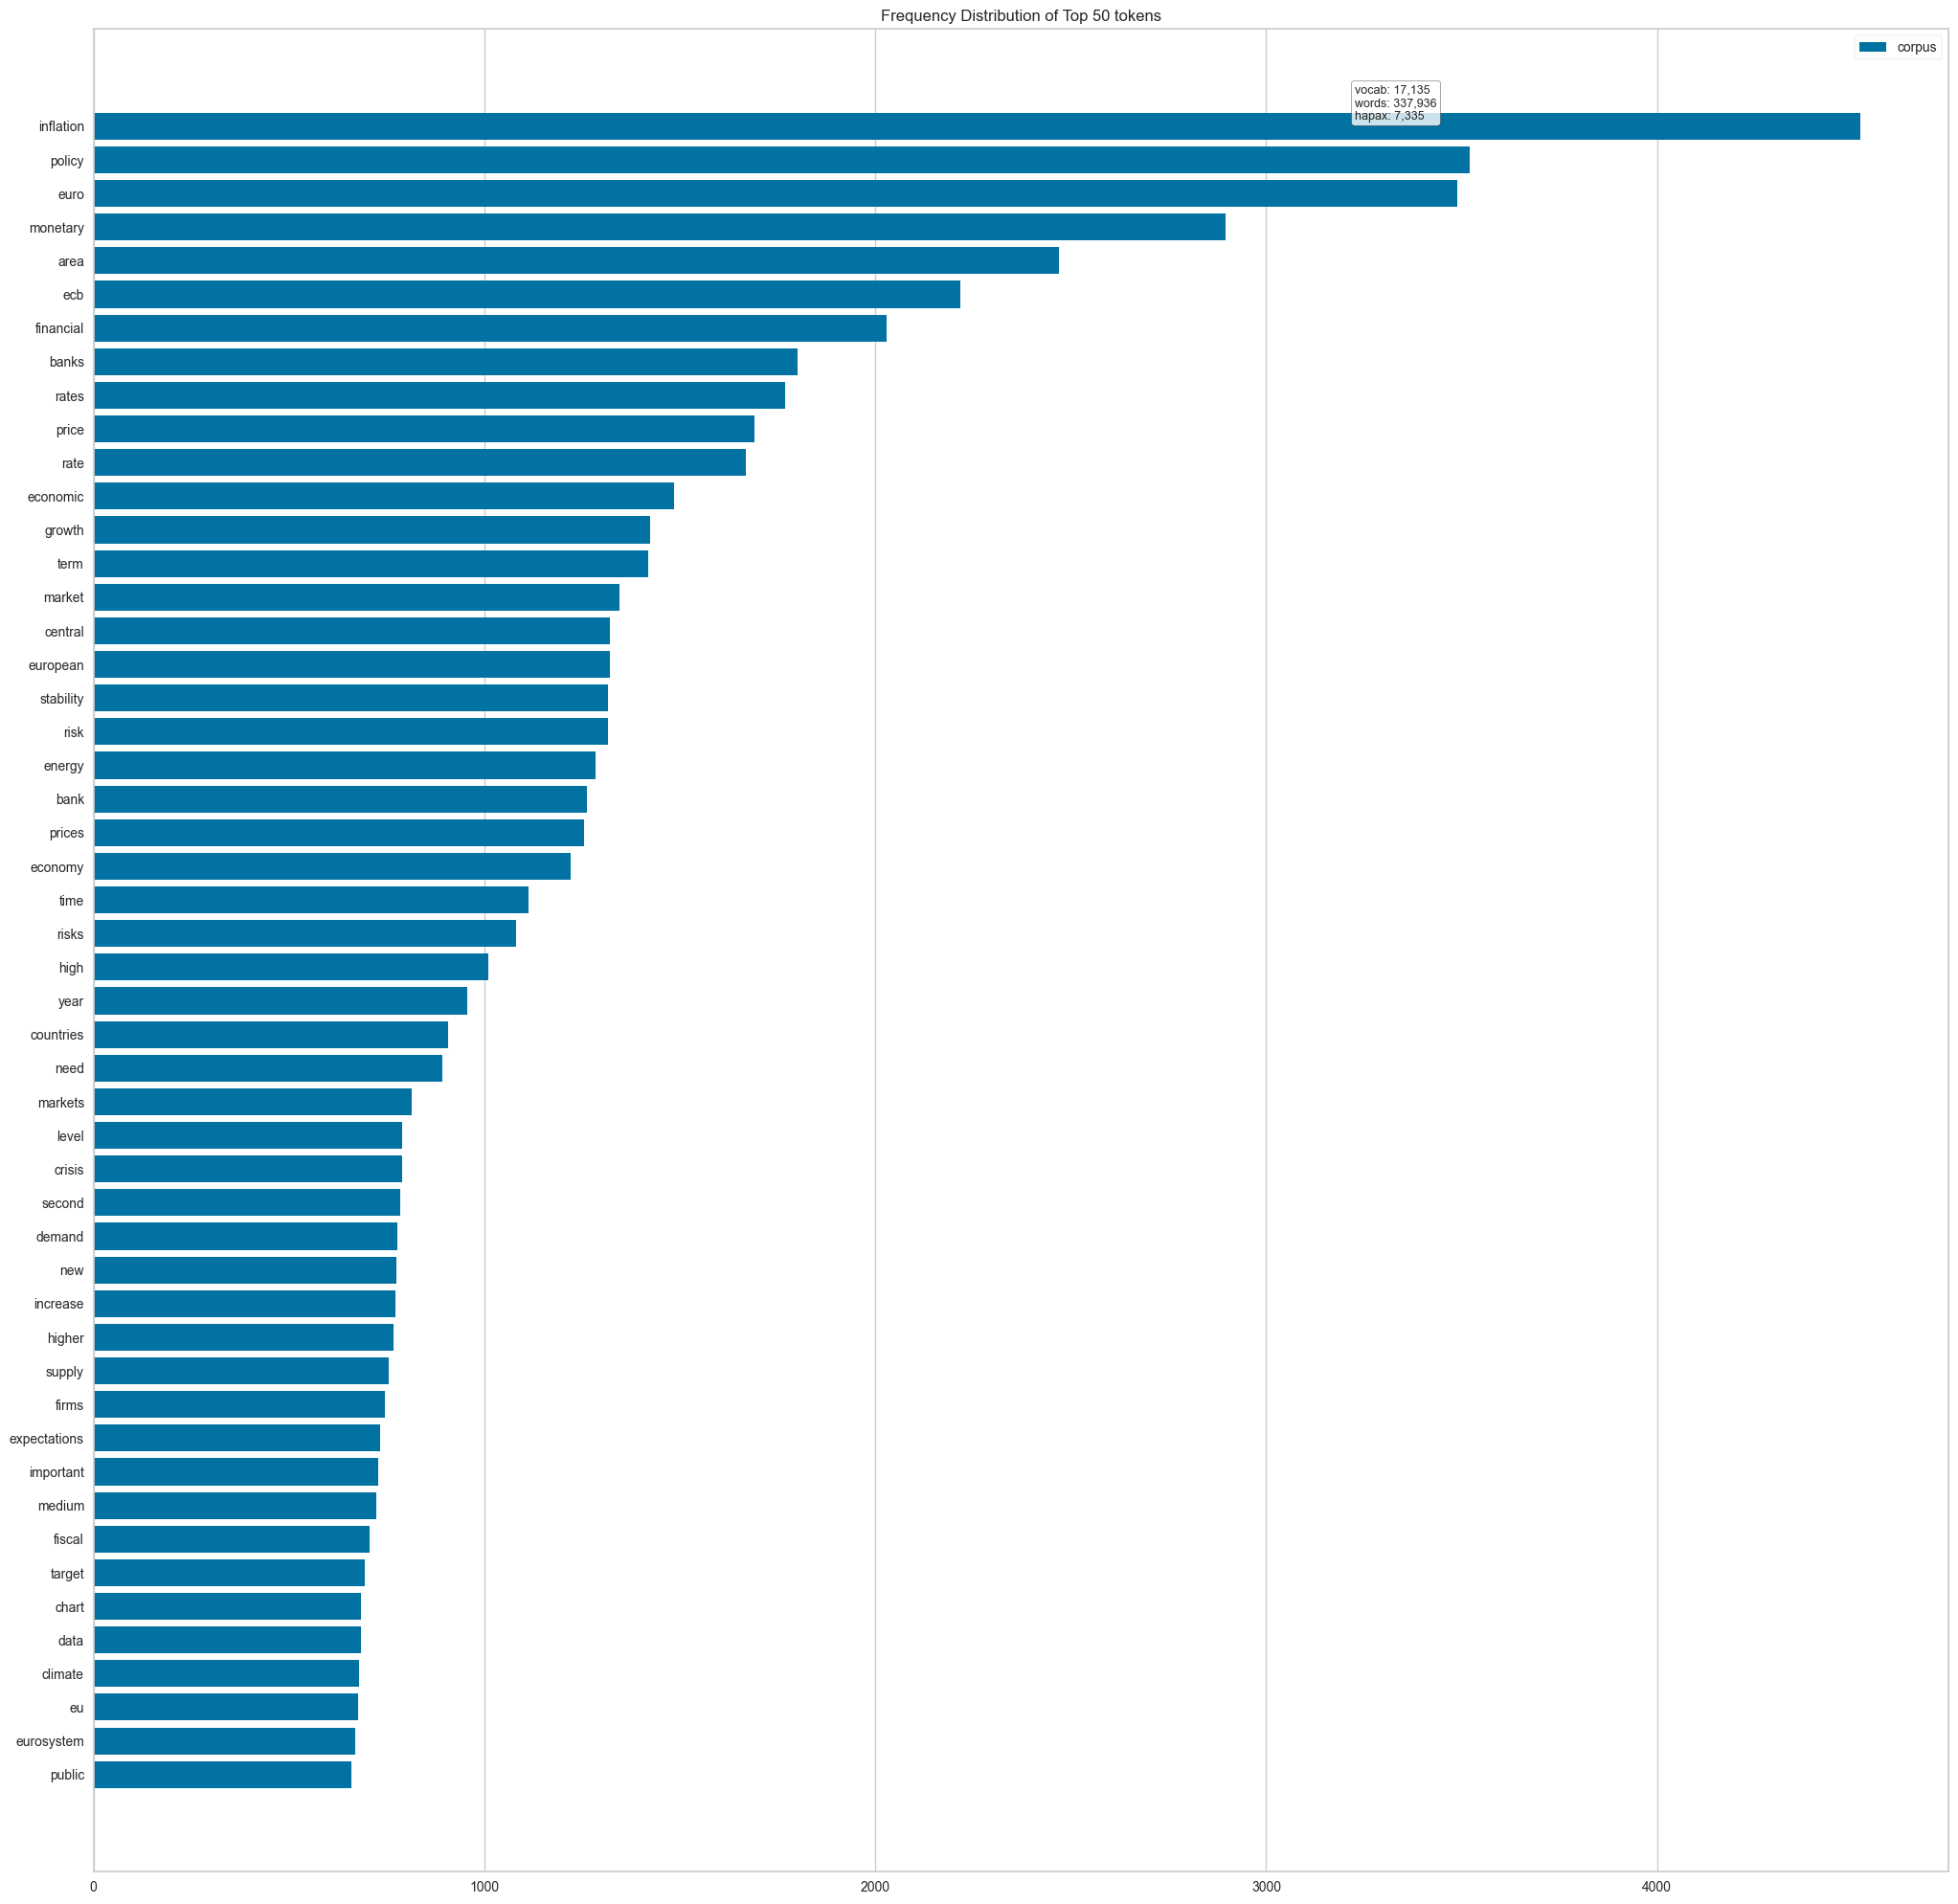 Frequency Distribution of Top 50 tokens
corpus
vocab: 17,135
words: 337,936
hapax: 7,335
inflation
policy
euro
monetary
area
ecb
financial
banks
rates
price
rate
economic
growth
term
market
central
european
stability
risk
energy
bank
prices
economy
time
risks
high
year
countries
need
markets
level
crisis
second
demand
new
increase
higher
supply
firms
expectations
important
medium
fiscal
target
chart
data
climate
eu
eurosystem
public
0 1000 2000 3000 4000